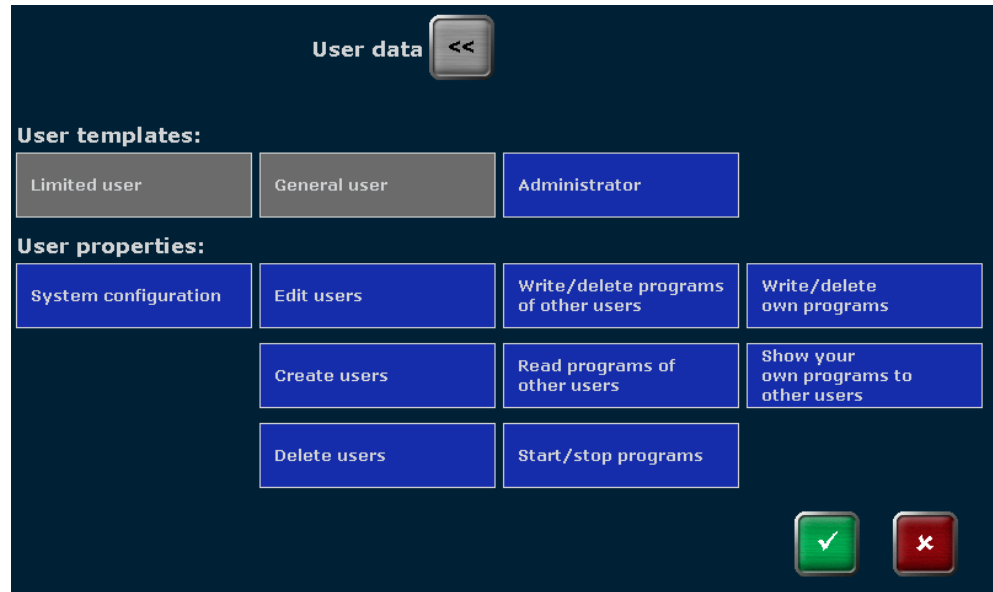 User data <<
User templates:
Limited user
General user
Administrator
User properties:
System configuration
Edit users
Write/delete programs
of other users
Write/delete
own programs
Create users
Read programs of
other users
Show your
own programs to
other users
Delete users
Start/stop programs